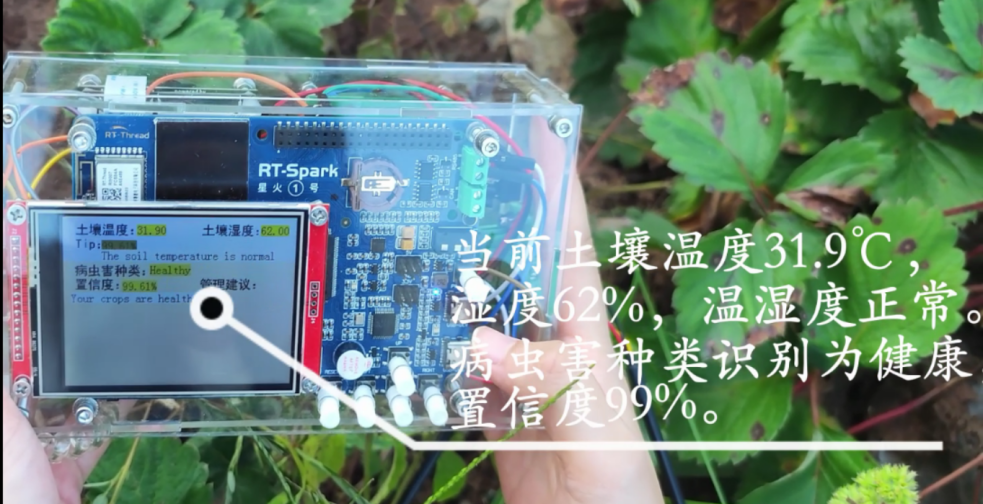 RT-Thread
RT-Spark
星火1号
土壤温度:31.90 土壤湿度:62.00
Tip:
The soil temperature is normal
病虫害种类:Healthy
置信度:99.61% 管理建议:
Your crops are health
当前土壤温度31.9℃,
湿度62%,温湿度正常。
病虫害种类识别为健康
置信度99%。